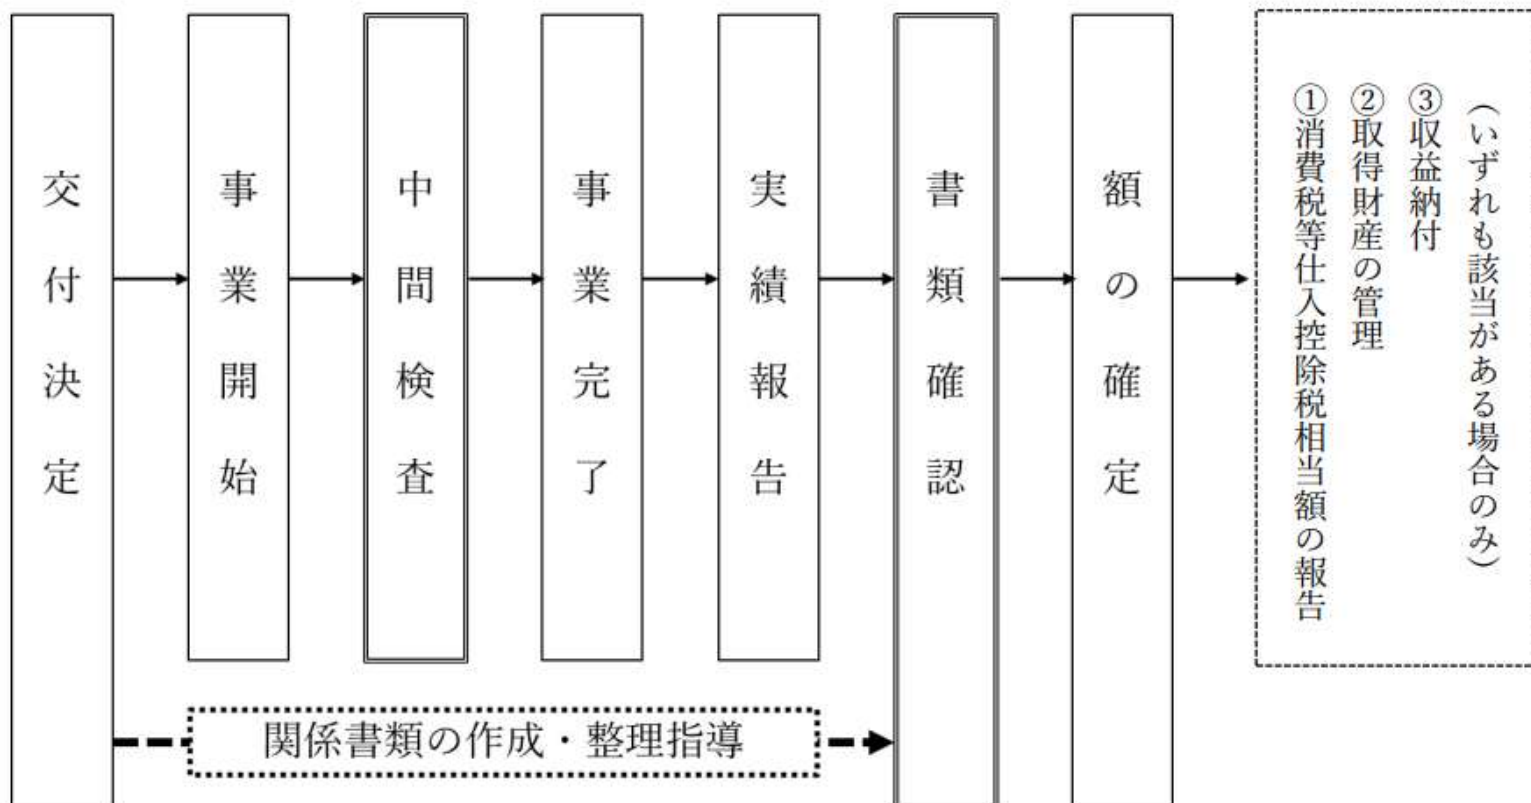 交付決定
事業開始
中間検査
事業完了
実績報告
書類確認
額の確定
①消費税等仕入控除税相当額の報告
②取得財産の管理
③収益納付
（いずれも該当がある場合のみ）
関係書類の作成・整理指導